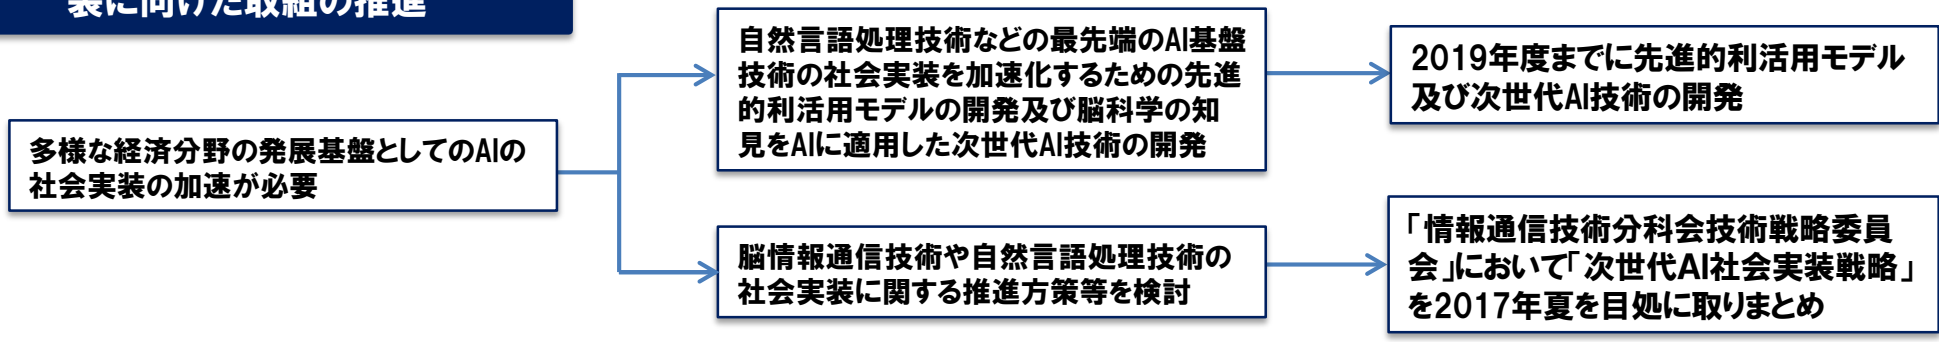 装に向けた取組の推進
多様な経済分野の発展基盤としてのAIの
社会実装の加速が必要
自然言語処理技術などの最先端のAI基盤
技術の社会実装を加速化するための先進
的利活用モデルの開発及び脳科学の知
見をAIに適用した次世代AI技術の開発
2019年度までに先進的利活用モデル
及び次世代AI技術の開発
脳情報通信技術や自然言語処理技術の
社会実装に関する推進方策等を検討
「情報通信技術分科会技術戦略委員
会」において「次世代AI社会実装戦略」
を2017年夏を目処に取りまとめ